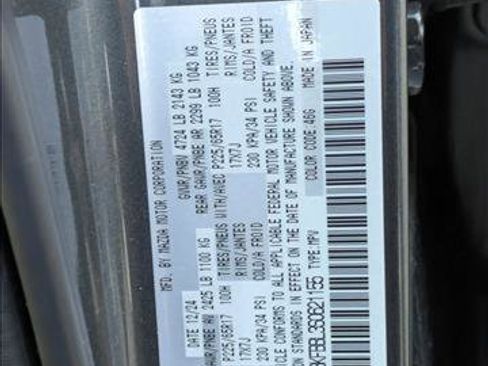 MFD. BY MAZDA MOTOR CORPORATION
DATE 12/24 GVWR/PNBV 4724 LB 2143 KG
GAWR/PNBE AV 2425 LB 1100 KG REAR GAWR/PNBE AR 2299 LB 1043 KG
P225/65R17 100H TIRES/PNEUS WITH/AVEC P225/65R17 100H TIRES/PNEUS
17X7J RIMS/JANTES 17X7J RIMS/JANTES
230 KPA/34 PSI COLD/A FROID 230 KPA/34 PSI COLD/A FROID
VEHICLE CONFORMS TO ALL APPLICABLE FEDERAL MOTOR VEHICLE SAFETY AND THEFT
STANDARDS IN EFFECT ON THE DATE OF MANUFACTURE SHOWN ABOVE.
TYPE: MPV COLOR CODE: 46G MADE IN JAPAN